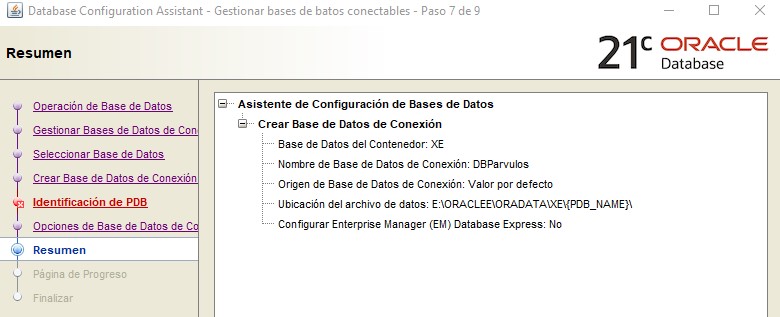 Database Configuration Assistant - Gestionar bases de batos conectables - Paso 7 de 9
Resumen
21c ORACLE
Database
Operación de Base de Datos
Gestionar Bases de Datos de Con
Seleccionar Base de Datos
Crear Base de Datos de Conexión
Identificación de PDB
Opciones de Base de Datos de Co
Resumen
Página de Progreso
Finalizar
Asistente de Configuración de Bases de Datos
Crear Base de Datos de Conexión
Base de Datos del Contenedor: XE
Nombre de Base de Datos de Conexión: DBParvulos
Origen de Base de Datos de Conexión: Valor por defecto
Ubicación del archivo de datos: E:\ORACLEE\ORADATA\XE\{PDB_NAME}\
Configurar Enterprise Manager (EM) Database Express: No